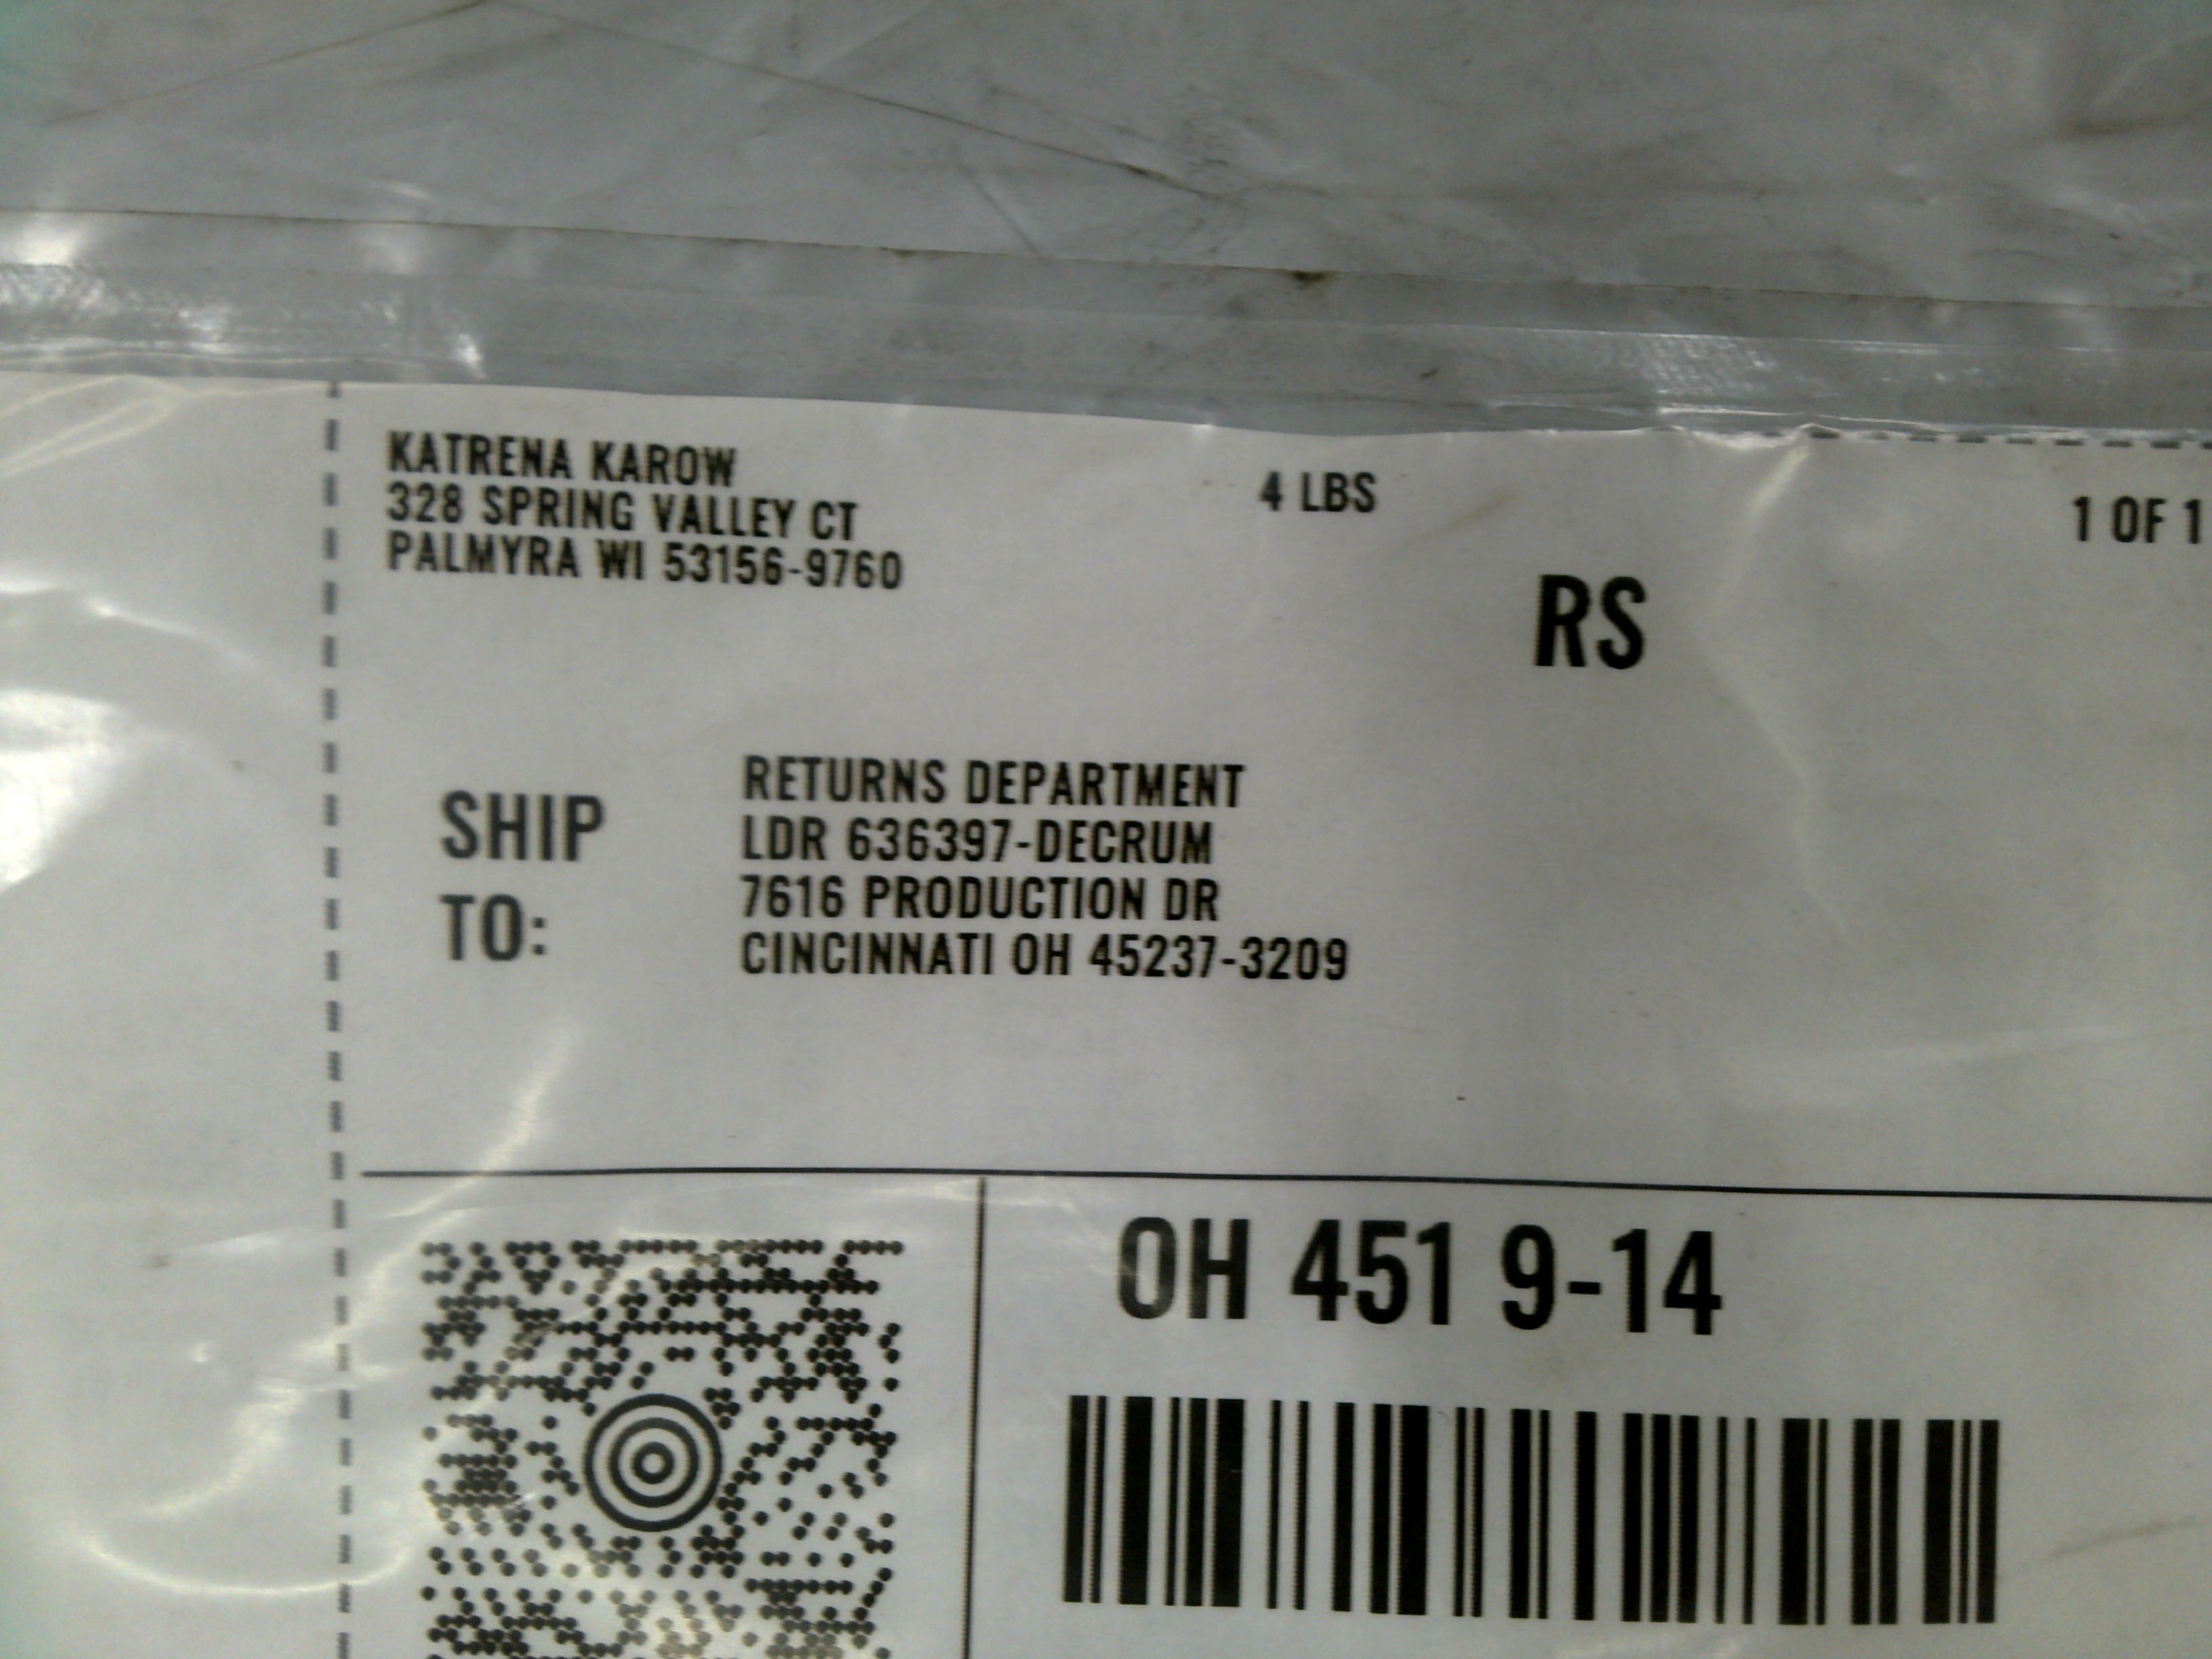 KATRENA KAROW
328 SPRING VALLEY CT
PALMYRA WI 53156-9760
4 LBS
1 OF 1
RS
SHIP TO:
RETURNS DEPARTMENT
LDR 636397-DECRUM
7616 PRODUCTION DR
CINCINNATI OH 45237-3209
OH 451 9-14